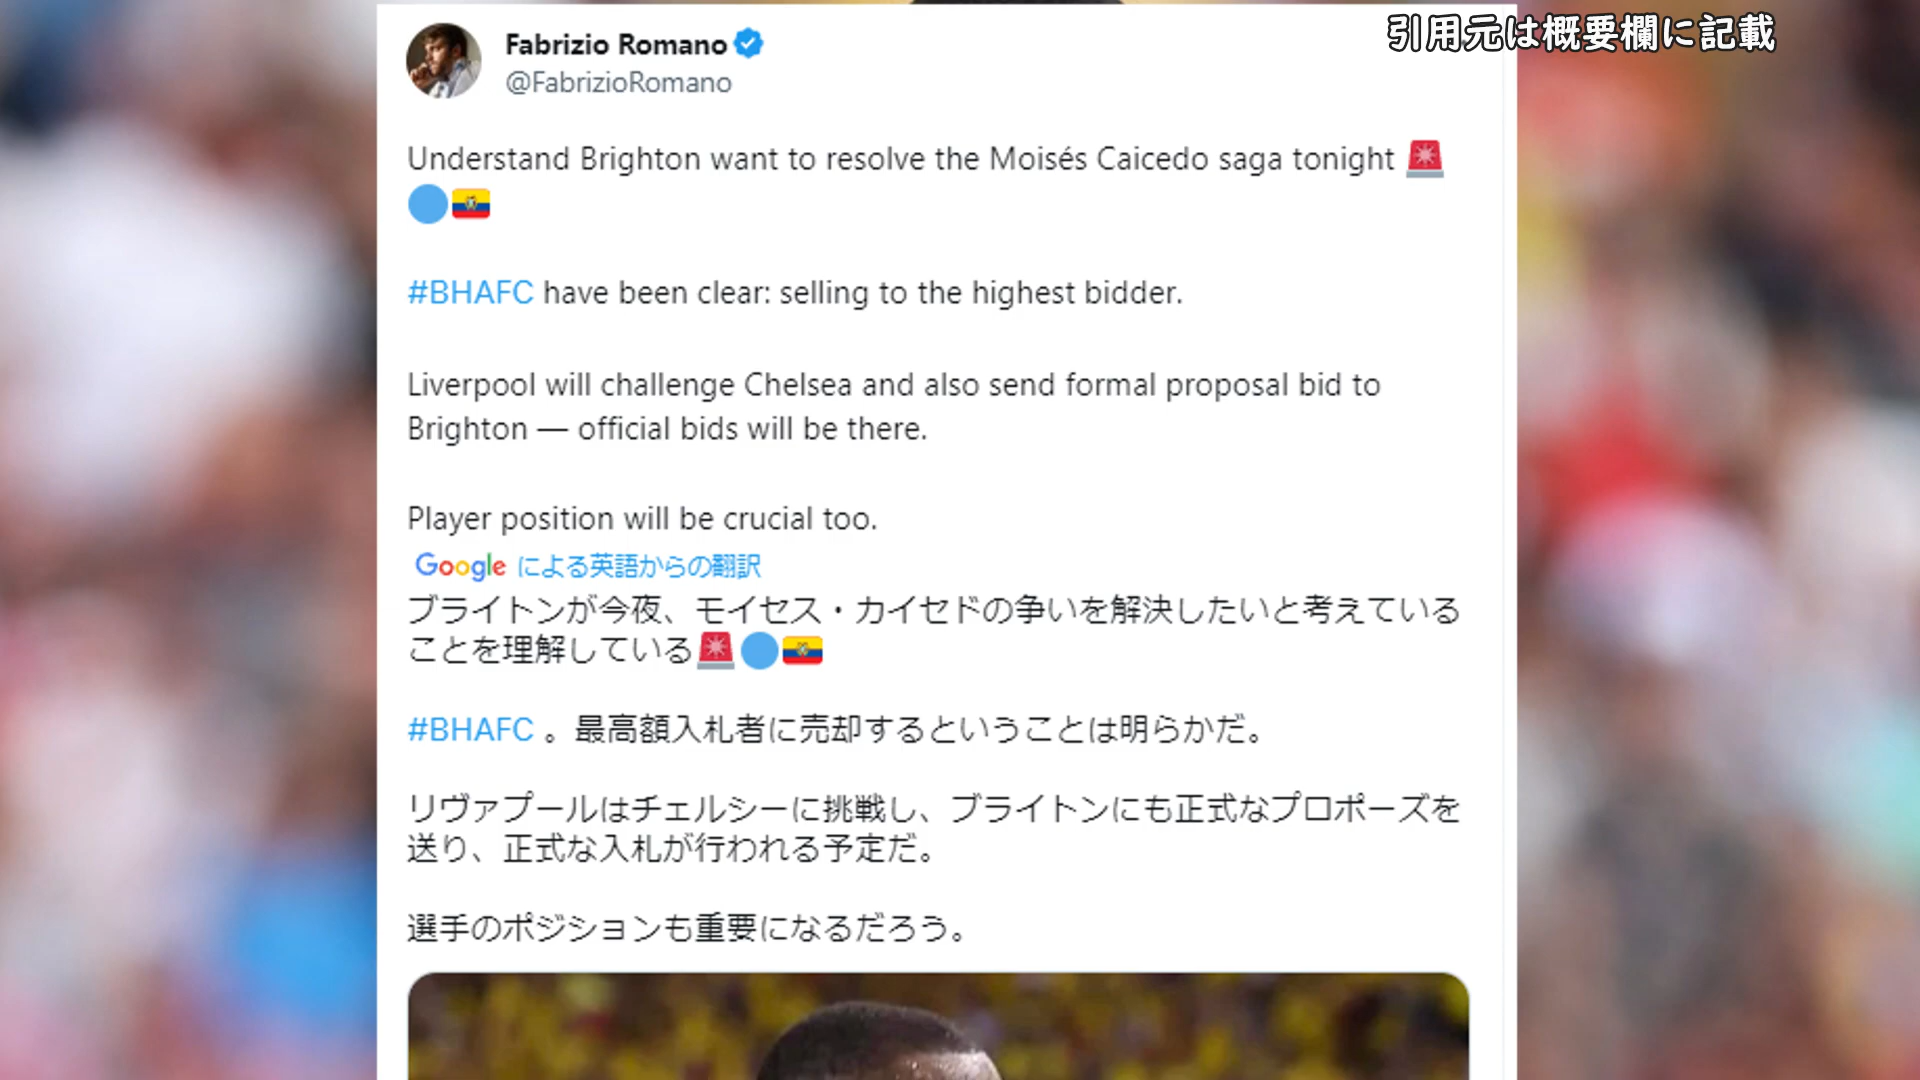 引用元は概要欄に記載
Fabrizio Romano
@FabrizioRomano
Understand Brighton want to resolve the Moisés Caicedo saga tonight 🚨
🔵🇪🇨
#BHAFC have been clear: selling to the highest bidder.
Liverpool will challenge Chelsea and also send formal proposal bid to
Brighton — official bids will be there.
Player position will be crucial too.
Google による英語からの翻訳
ブライトンが今夜、モイセス・カイセドの争いを解決したいと考えている
ことを理解している🚨🔵🇪🇨
#BHAFC 。最高額入札者に売却するということは明らかだ。
リヴァプールはチェルシーに挑戦し、ブライトンにも正式なプロポーズを
送り、正式な入札が行われる予定だ。
選手のポジションも重要になるだろう。